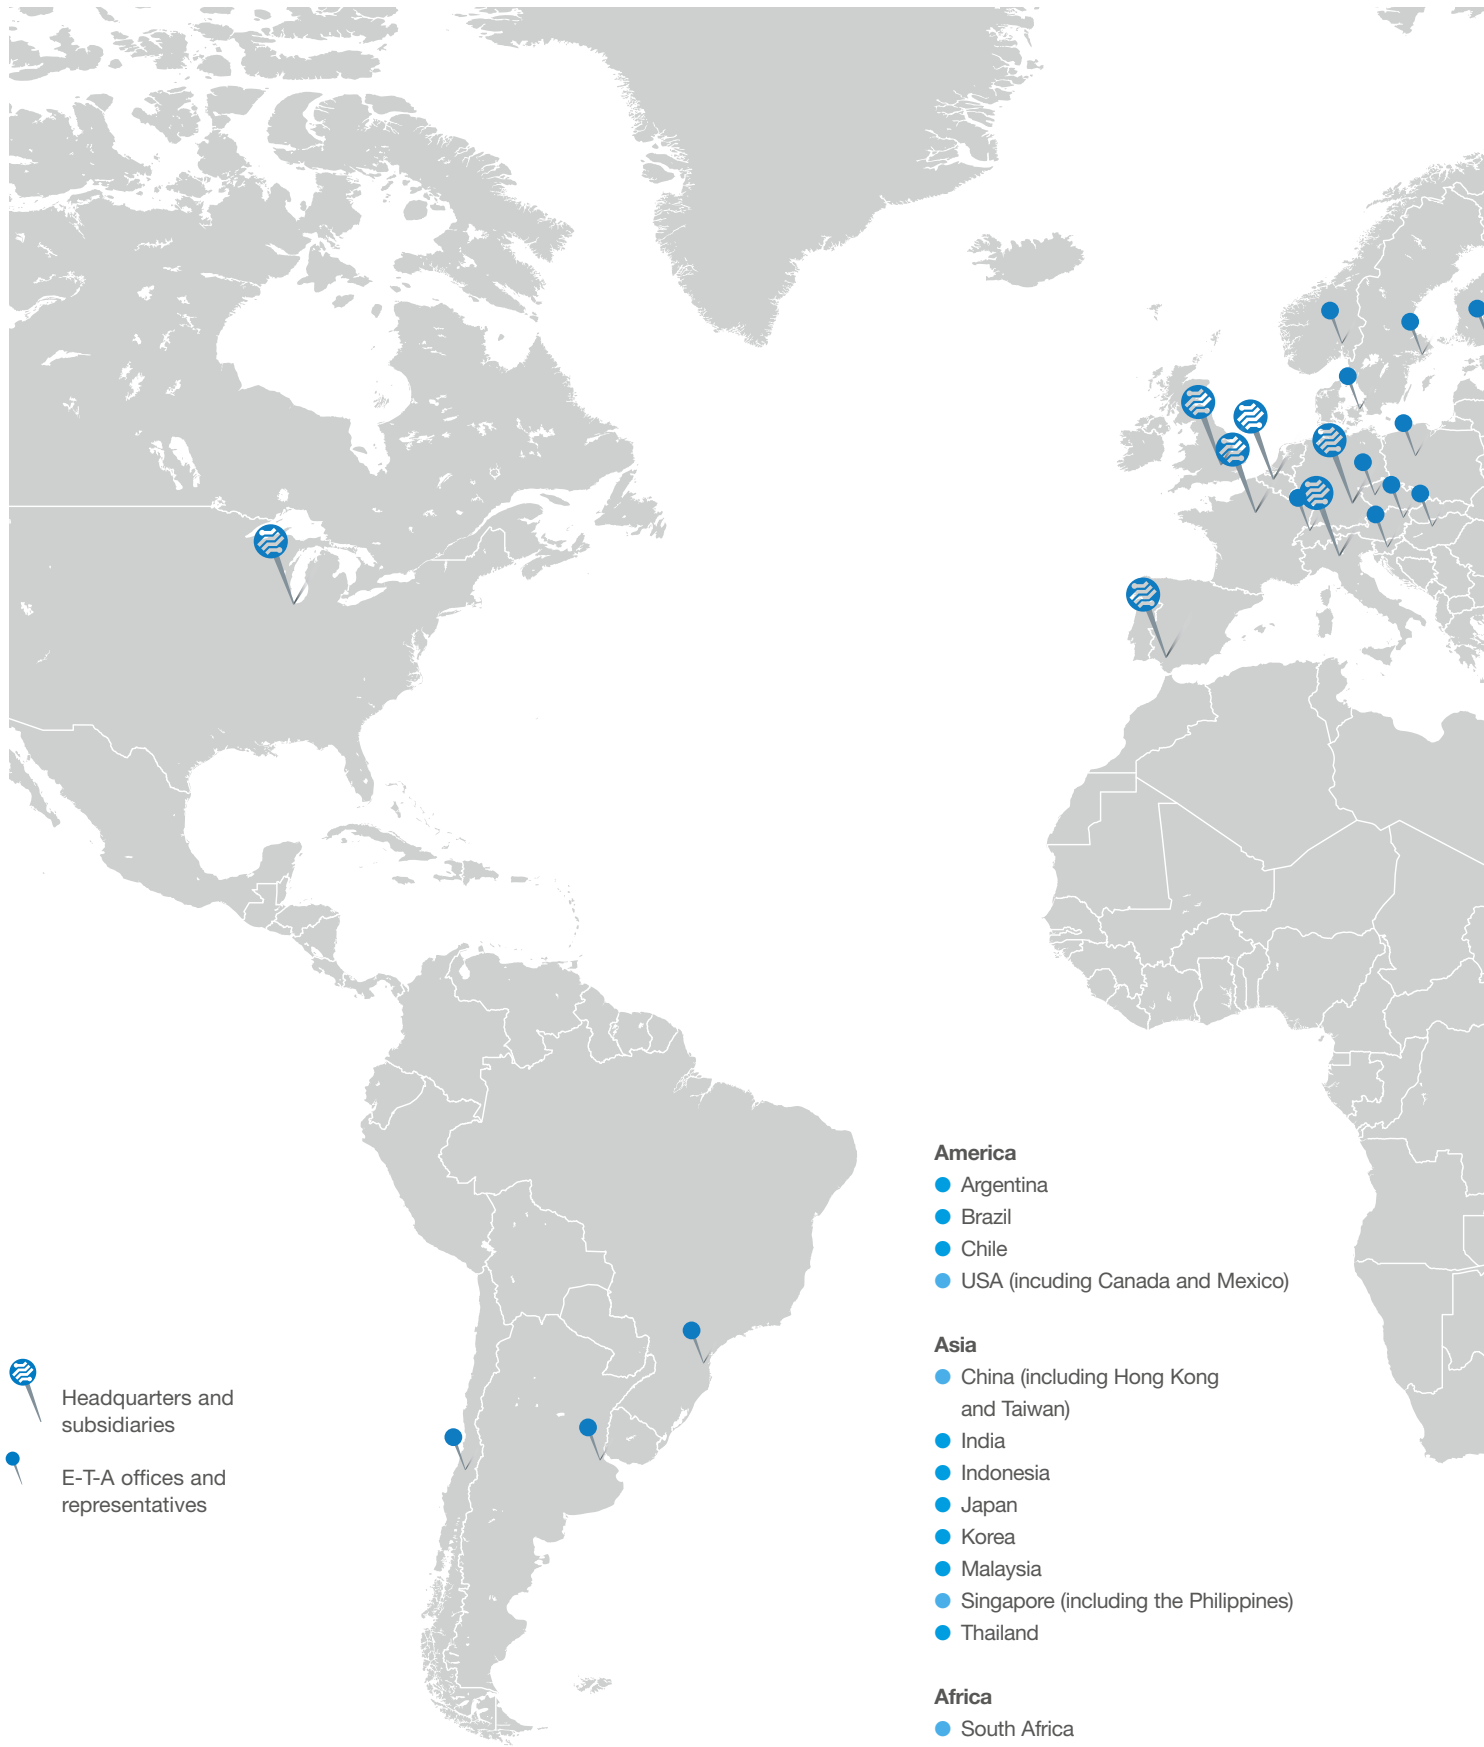 America
Argentina
Brazil
Chile
USA (incuding Canada and Mexico)
Asia
China (including Hong Kong
and Taiwan)
India
Indonesia
Japan
Korea
Malaysia
Singapore (including the Philippines)
Thailand
Africa
South Africa
Headquarters and
subsidiaries
E-T-A offices and
representatives